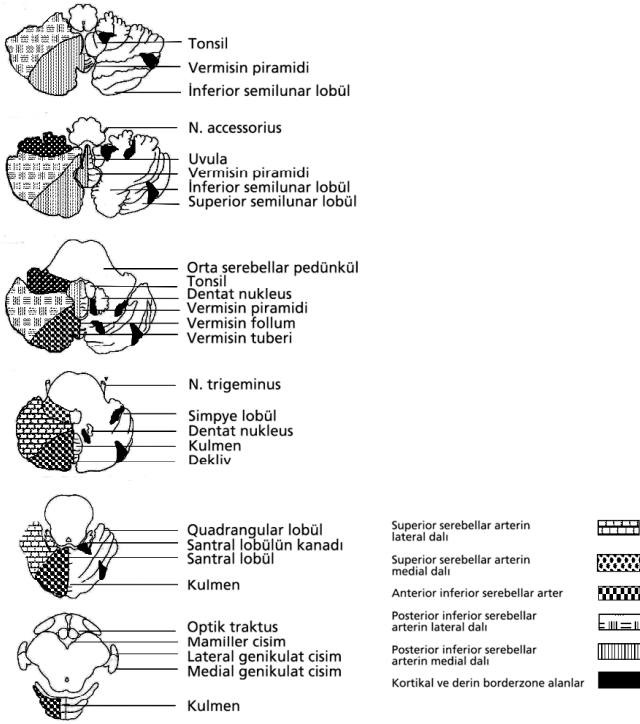 Tonsil
Vermisin piramidi
İnferior semilunar lobül
N. accessorius
Uvula
Vermisin piramidi
İnferior semilunar lobül
Superior semilunar lobül
Orta serebellar pedünkül
Tonsil
Dentat nukleus
Vermisin piramidi
Vermisin follum
Vermisin tuberi
N. trigeminus
Simpye lobül
Dentat nukleus
Kulmen
Dekliv
Quadrangular lobül
Santral lobülün kanadı
Santral lobül
Kulmen
Optik traktus
Mamiller cisim
Lateral genikulat cisim
Medial genikulat cisim
Kulmen
Superior serebellar arterin
lateral dalı
Superior serebellar arterin
medial dalı
Anterior inferior serebellar arter
Posterior inferior serebellar
arterin lateral dalı
Posterior inferior serebellar
arterin medial dalı
Kortikal ve derin borderzone alanlar